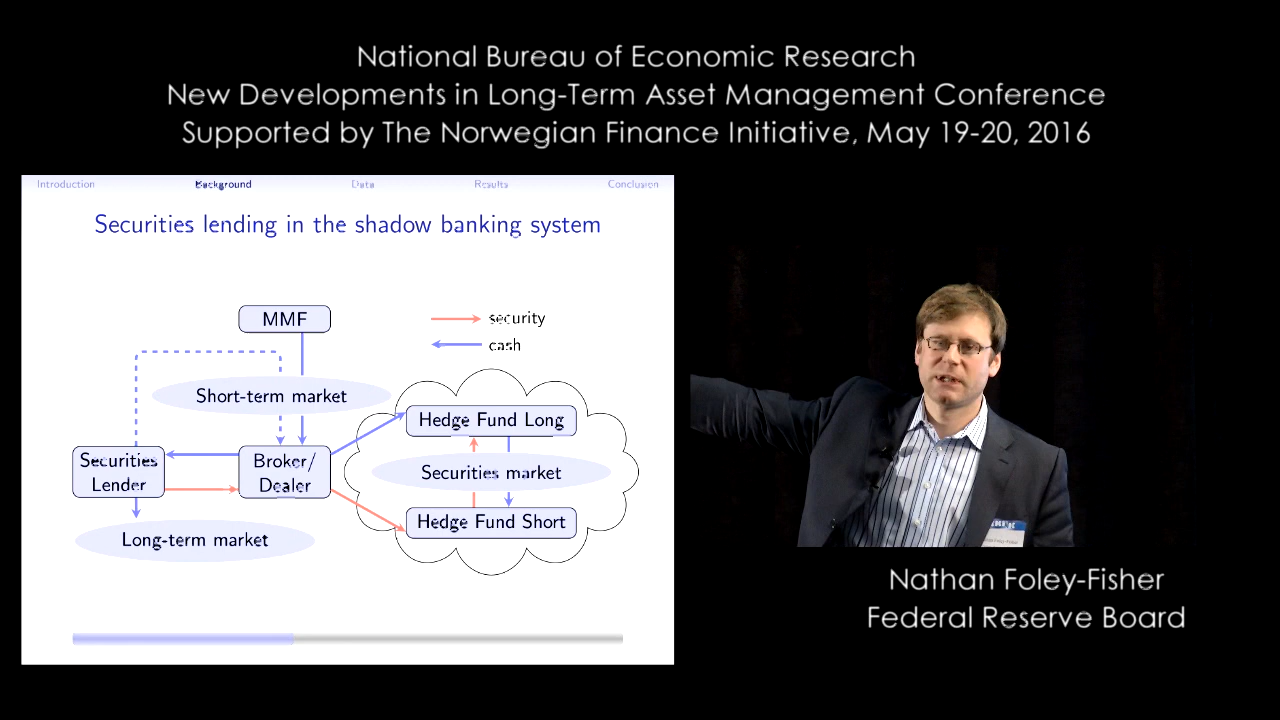 National Bureau of Economic Research
New Developments in Long-Term Asset Management Conference
Supported by The Norwegian Finance Initiative, May 19-20, 2016
Introduction Background Data Results Conclusion
Securities lending in the shadow banking system
MMF
security
cash
Short-term market
Hedge Fund Long
Securities
Lender
Broker/
Dealer
Securities market
Hedge Fund Short
Long-term market
Nathan Foley-Fisher
Federal Reserve Board